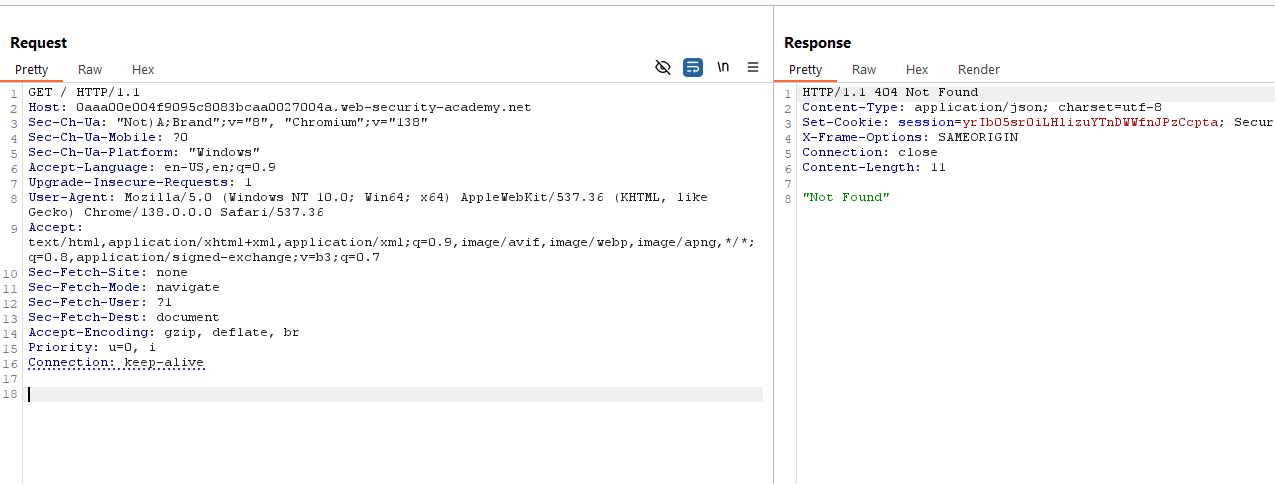 Request
Pretty Raw Hex
\n
1 GET / HTTP/1.1
2 Host: 0aaa00e004f9095c8083bcaa0027004a.web-security-academy.net
3 Sec-Ch-Ua: "Not)A;Brand";v="8", "Chromium";v="138"
4 Sec-Ch-Ua-Mobile: ?0
5 Sec-Ch-Ua-Platform: "Windows"
6 Accept-Language: en-US,en;q=0.9
7 Upgrade-Insecure-Requests: 1
8 User-Agent: Mozilla/5.0 (Windows NT 10.0; Win64; x64) AppleWebKit/537.36 (KHTML, like
Gecko) Chrome/138.0.0.0 Safari/537.36
9 Accept:
text/html,application/xhtml+xml,application/xml;q=0.9,image/avif,image/webp,image/apng,*/*;
q=0.8,application/signed-exchange;v=b3;q=0.7
10 Sec-Fetch-Site: none
11 Sec-Fetch-Mode: navigate
12 Sec-Fetch-User: ?1
13 Sec-Fetch-Dest: document
14 Accept-Encoding: gzip, deflate, br
15 Priority: u=0, i
16 Connection: keep-alive
17
18
Response
Pretty Raw Hex Render
1 HTTP/1.1 404 Not Found
2 Content-Type: application/json; charset=utf-8
3 Set-Cookie: session=yrIb05sr0iLHlizuYTnDWWfnJPzCcpta; Secur
4 X-Frame-Options: SAMEORIGIN
5 Connection: close
6 Content-Length: 11
7
8 "Not Found"